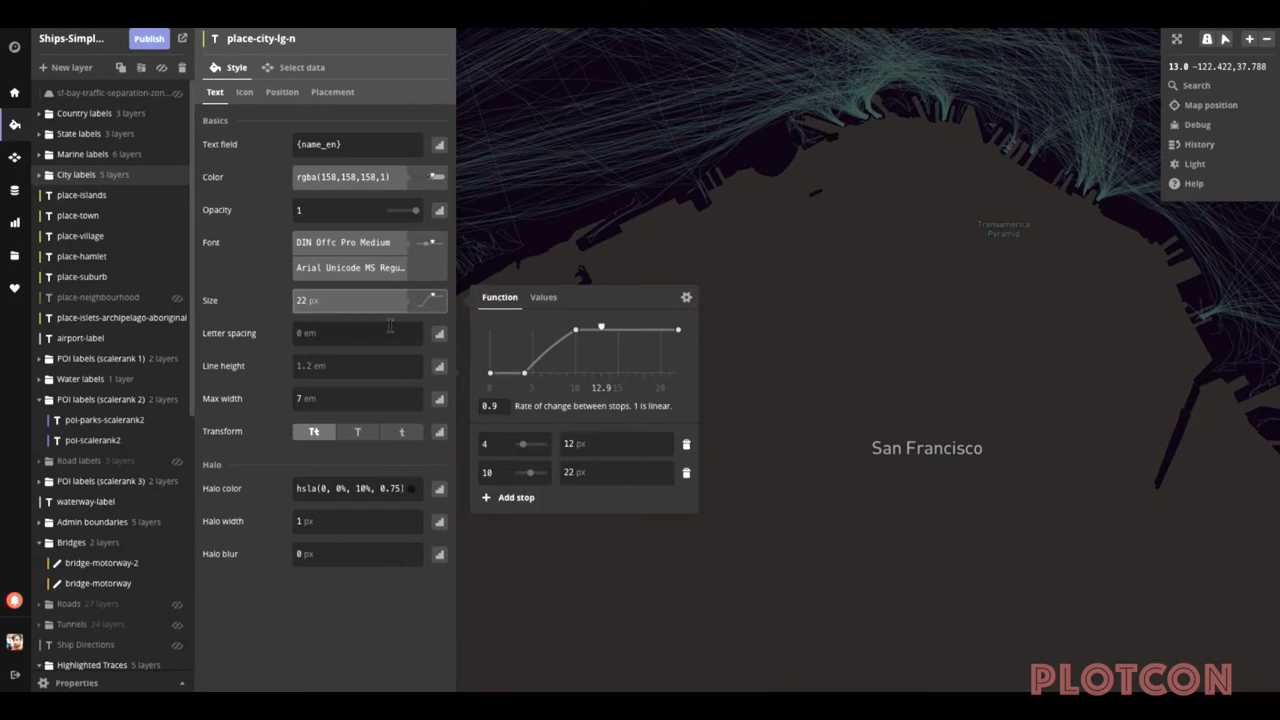 Ships-Simpl...
Publish
New layer
sf-bay-traffic-separation-zon...
Country labels 3 layers
State labels 3 layers
Marine labels 6 layers
City labels 5 layers
place-islands
place-town
place-village
place-hamlet
place-suburb
place-neighbourhood
place-islets-archipelago-aboriginal
airport-label
POI labels (scalerank 1) 2 layers
Water labels 1 layer
POI labels (scalerank 2) 2 layers
poi-parks-scalerank2
poi-scalerank2
Road labels 3 layers
POI labels (scalerank 3) 2 layers
waterway-label
Admin boundaries 2 layers
Bridges 2 layers
bridge-motorway-2
bridge-motorway
Roads 27 layers
Tunnels 24 layers
Ship Directions
Highlighted Traces 5 layers
Properties
T place-city-lg-n
Style Select data
Text Icon Position Placement
Basics
Text field {name_en}
Color rgba(158,158,158,1)
Opacity 1
Font DIN Offc Pro Medium
Arial Unicode MS Regu...
Size 22 px
Letter spacing 0 em
Line height 1.2 em
Max width 7 em
Transform Tt T t
Halo
Halo color hsla(0, 0%, 10%, 0.75)
Halo width 1 px
Halo blur 0 px
Function Values
0 5 10 12.9 15 20
0.9 Rate of change between stops. 1 is linear.
4 12 px
10 22 px
Add stop
Transamerica
Pyramid
San Francisco
13.0 -122.422,37.788
Search
Map position
Debug
History
Light
Help
PLOTCON